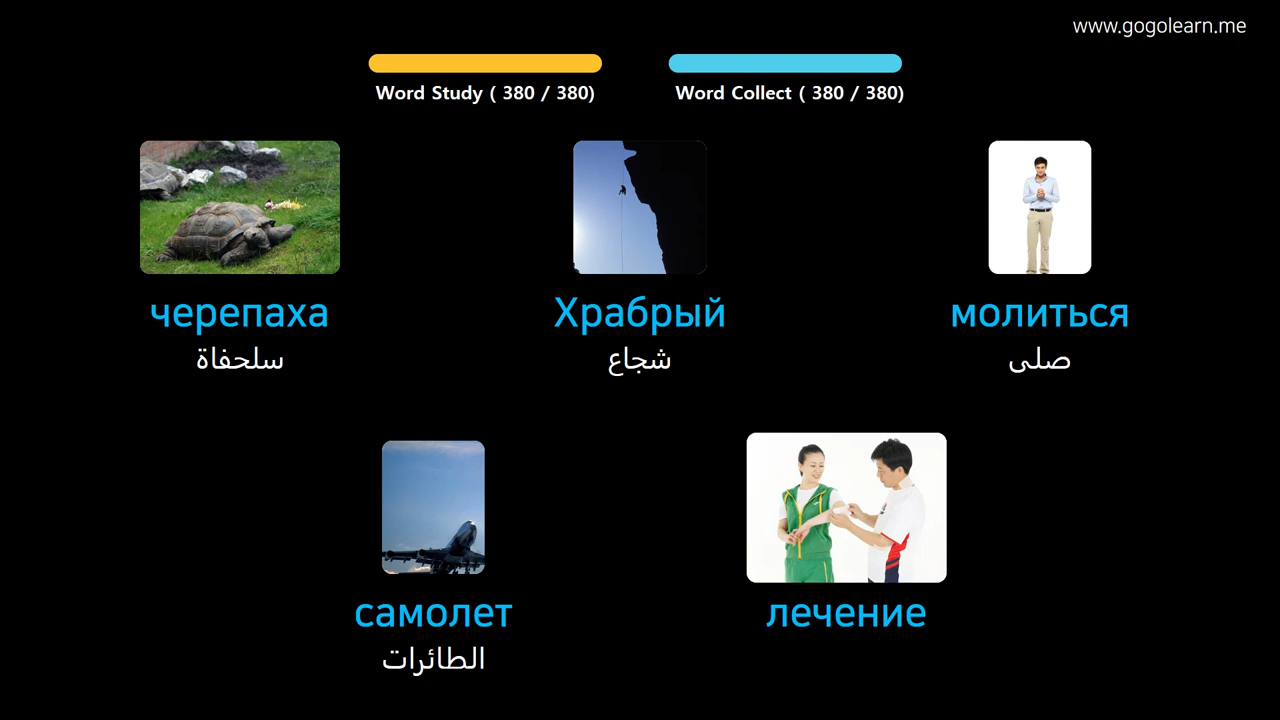 www.gogolearn.me
Word Study ( 380 / 380)
Word Collect ( 380 / 380)
черепаха
Храбрый
молиться
سلحفاة
شجاع
صلى
самолет
лечение
الطائرات